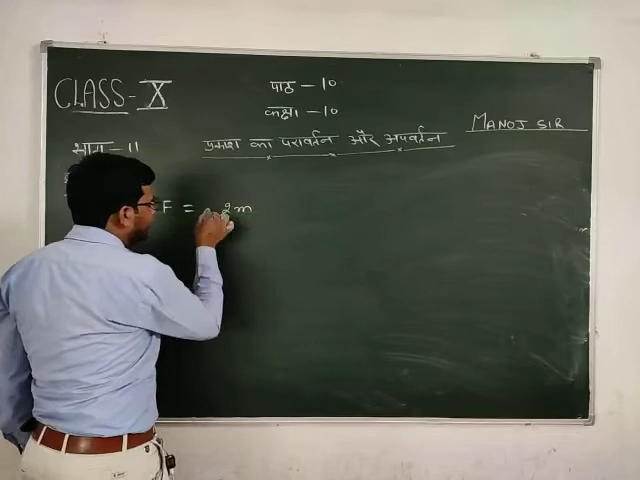 CLASS - X
पाठ - 10
कक्षा - 10
MANOJ SIR
भाग - 11
प्रकाश का परावर्तन और अपवर्तन
F = 2m